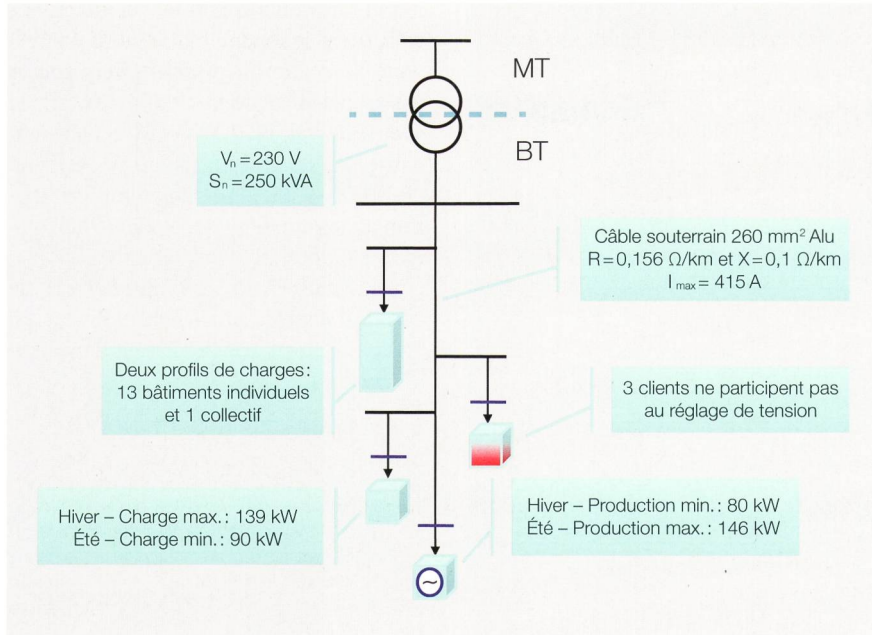 MT
BT
Vn = 230 V
Sn = 250 kVA
Câble souterrain 260 mm² Alu
R = 0,156 Ω/km et X = 0,1 Ω/km
I max = 415 A
Deux profils de charges:
13 bâtiments individuels
et 1 collectif
3 clients ne participent pas
au réglage de tension
Hiver – Charge max.: 139 kW
Été – Charge min.: 90 kW
Hiver – Production min.: 80 kW
Été – Production max.: 146 kW
~